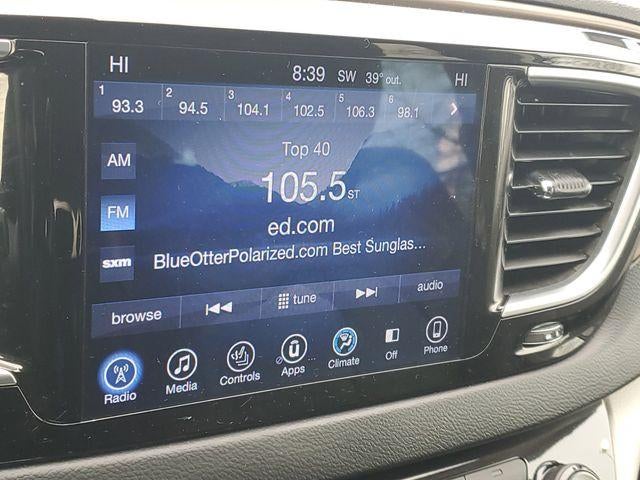 HI 8:39 SW 39° out. HI
1 93.3 2 94.5 3 104.1 4 102.5 5 106.3 6 98.1
AM Top 40
105.5 ST
FM ed.com
sxm BlueOtterPolarized.com Best Sunglas...
browse tune audio
Radio Media Controls Apps Climate Off Phone